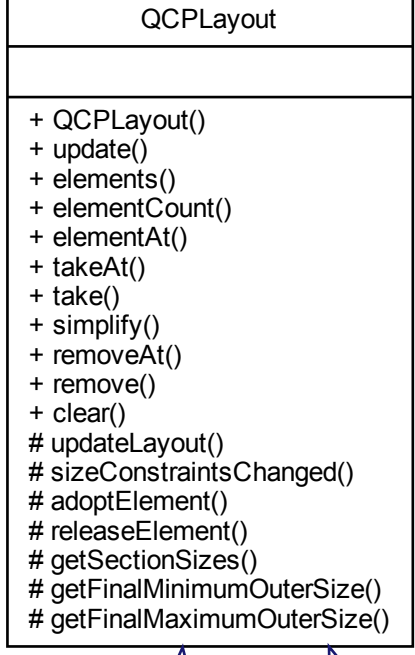 QCPLayout
+ QCPLayout()
+ update()
+ elements()
+ elementCount()
+ elementAt()
+ takeAt()
+ take()
+ simplify()
+ removeAt()
+ remove()
+ clear()
# updateLayout()
# sizeConstraintsChanged()
# adoptElement()
# releaseElement()
# getSectionSizes()
# getFinalMinimumOuterSize()
# getFinalMaximumOuterSize()